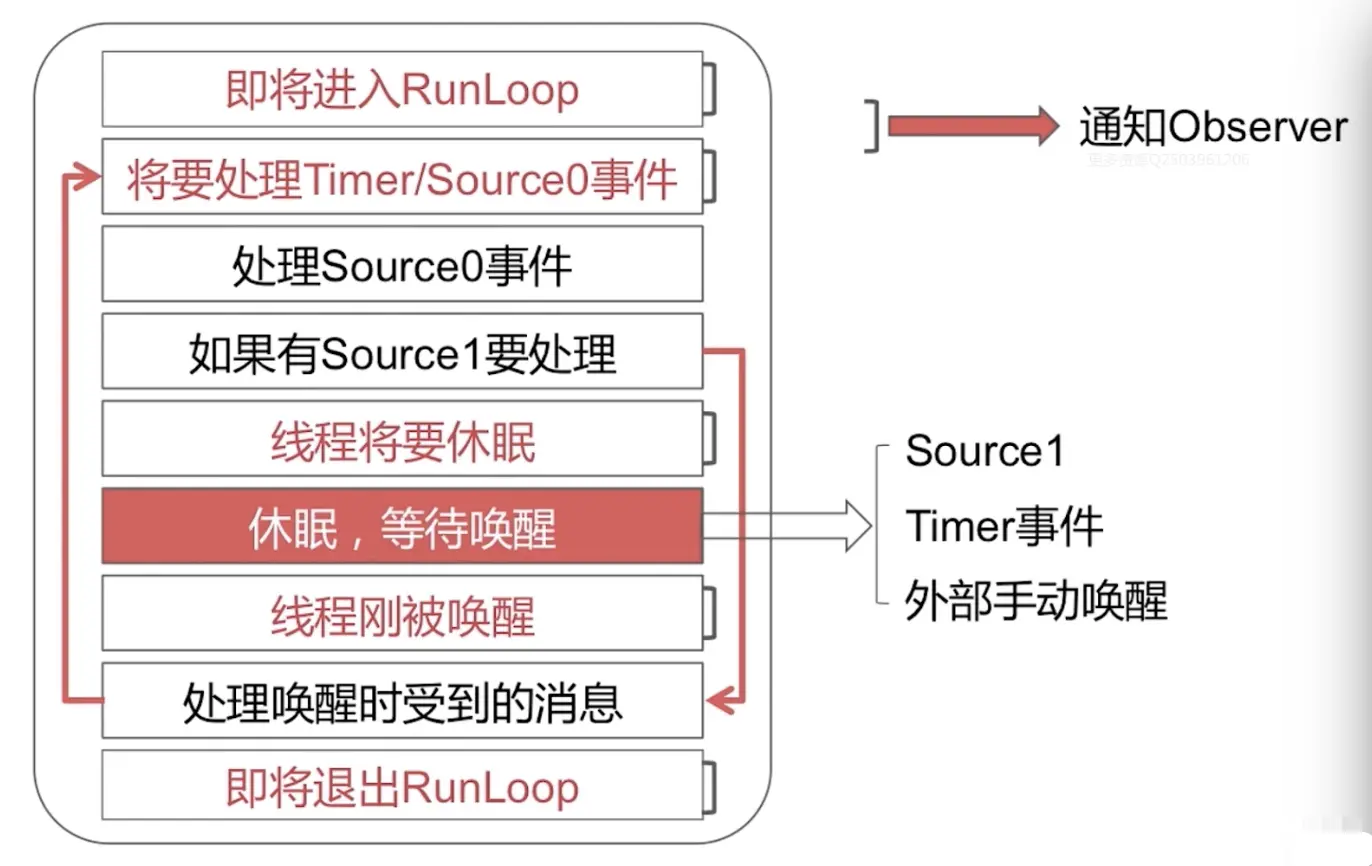 即将进入RunLoop
将要处理Timer/Source0事件
处理Source0事件
如果有Source1要处理
线程将要休眠
休眠，等待唤醒
线程刚被唤醒
处理唤醒时受到的消息
即将退出RunLoop
通知Observer
Source1
Timer事件
外部手动唤醒